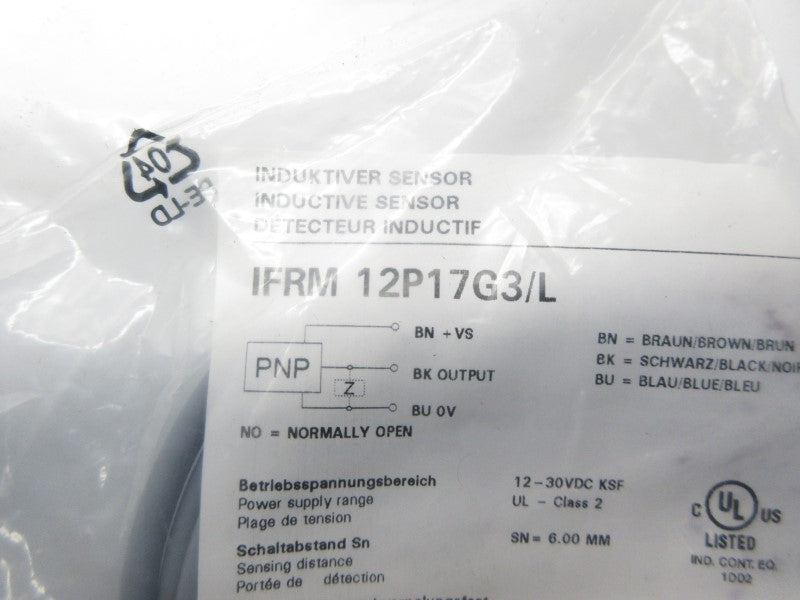 04
PE-LD
INDUKTIVER SENSOR
INDUCTIVE SENSOR
DETECTEUR INDUCTIF
IFRM 12P17G3/L
PNP
Z
BN +VS
BK OUTPUT
BU 0V
BN = BRAUN/BROWN/BRUN
BK = SCHWARZ/BLACK/NOIR
BU = BLAU/BLUE/BLEU
NO = NORMALLY OPEN
Betriebsspannungsbereich 12-30VDC KSF
Power supply range UL - Class 2
Plage de tension
Schaltabstand Sn SN= 6.00 MM
Sensing distance
Portée de détection
C UL US
LISTED
IND. CONT. EQ.
1DD2